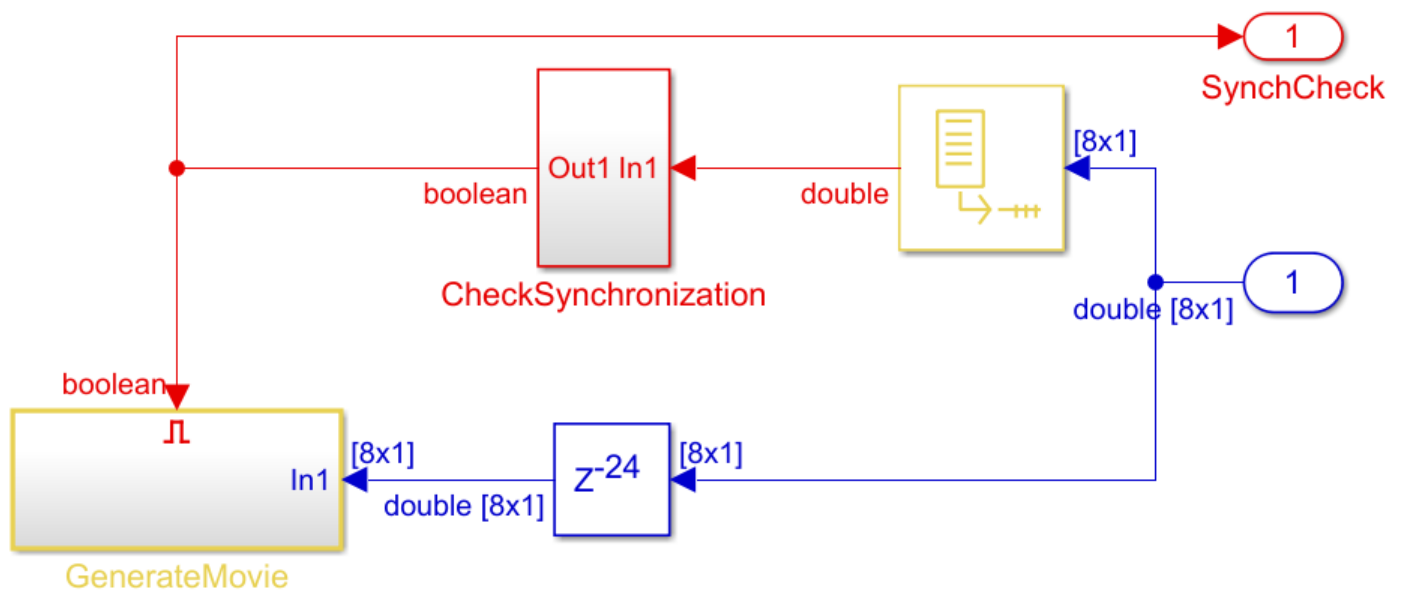 1
SynchCheck
[8x1]
Out1 In1
boolean
double
CheckSynchronization
1
double [8x1]
boolean
[8x1]
[8x1]
In1
Z-24
double [8x1]
GenerateMovie